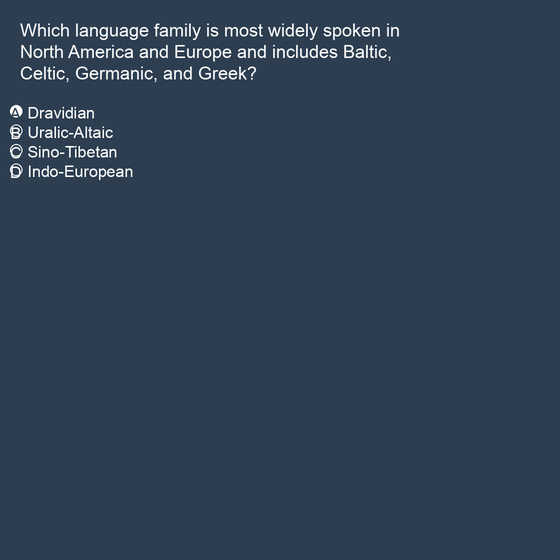 Which language family is most widely spoken in
North America and Europe and includes Baltic,
Celtic, Germanic, and Greek?
A Dravidian
B Uralic-Altaic
C Sino-Tibetan
D Indo-European